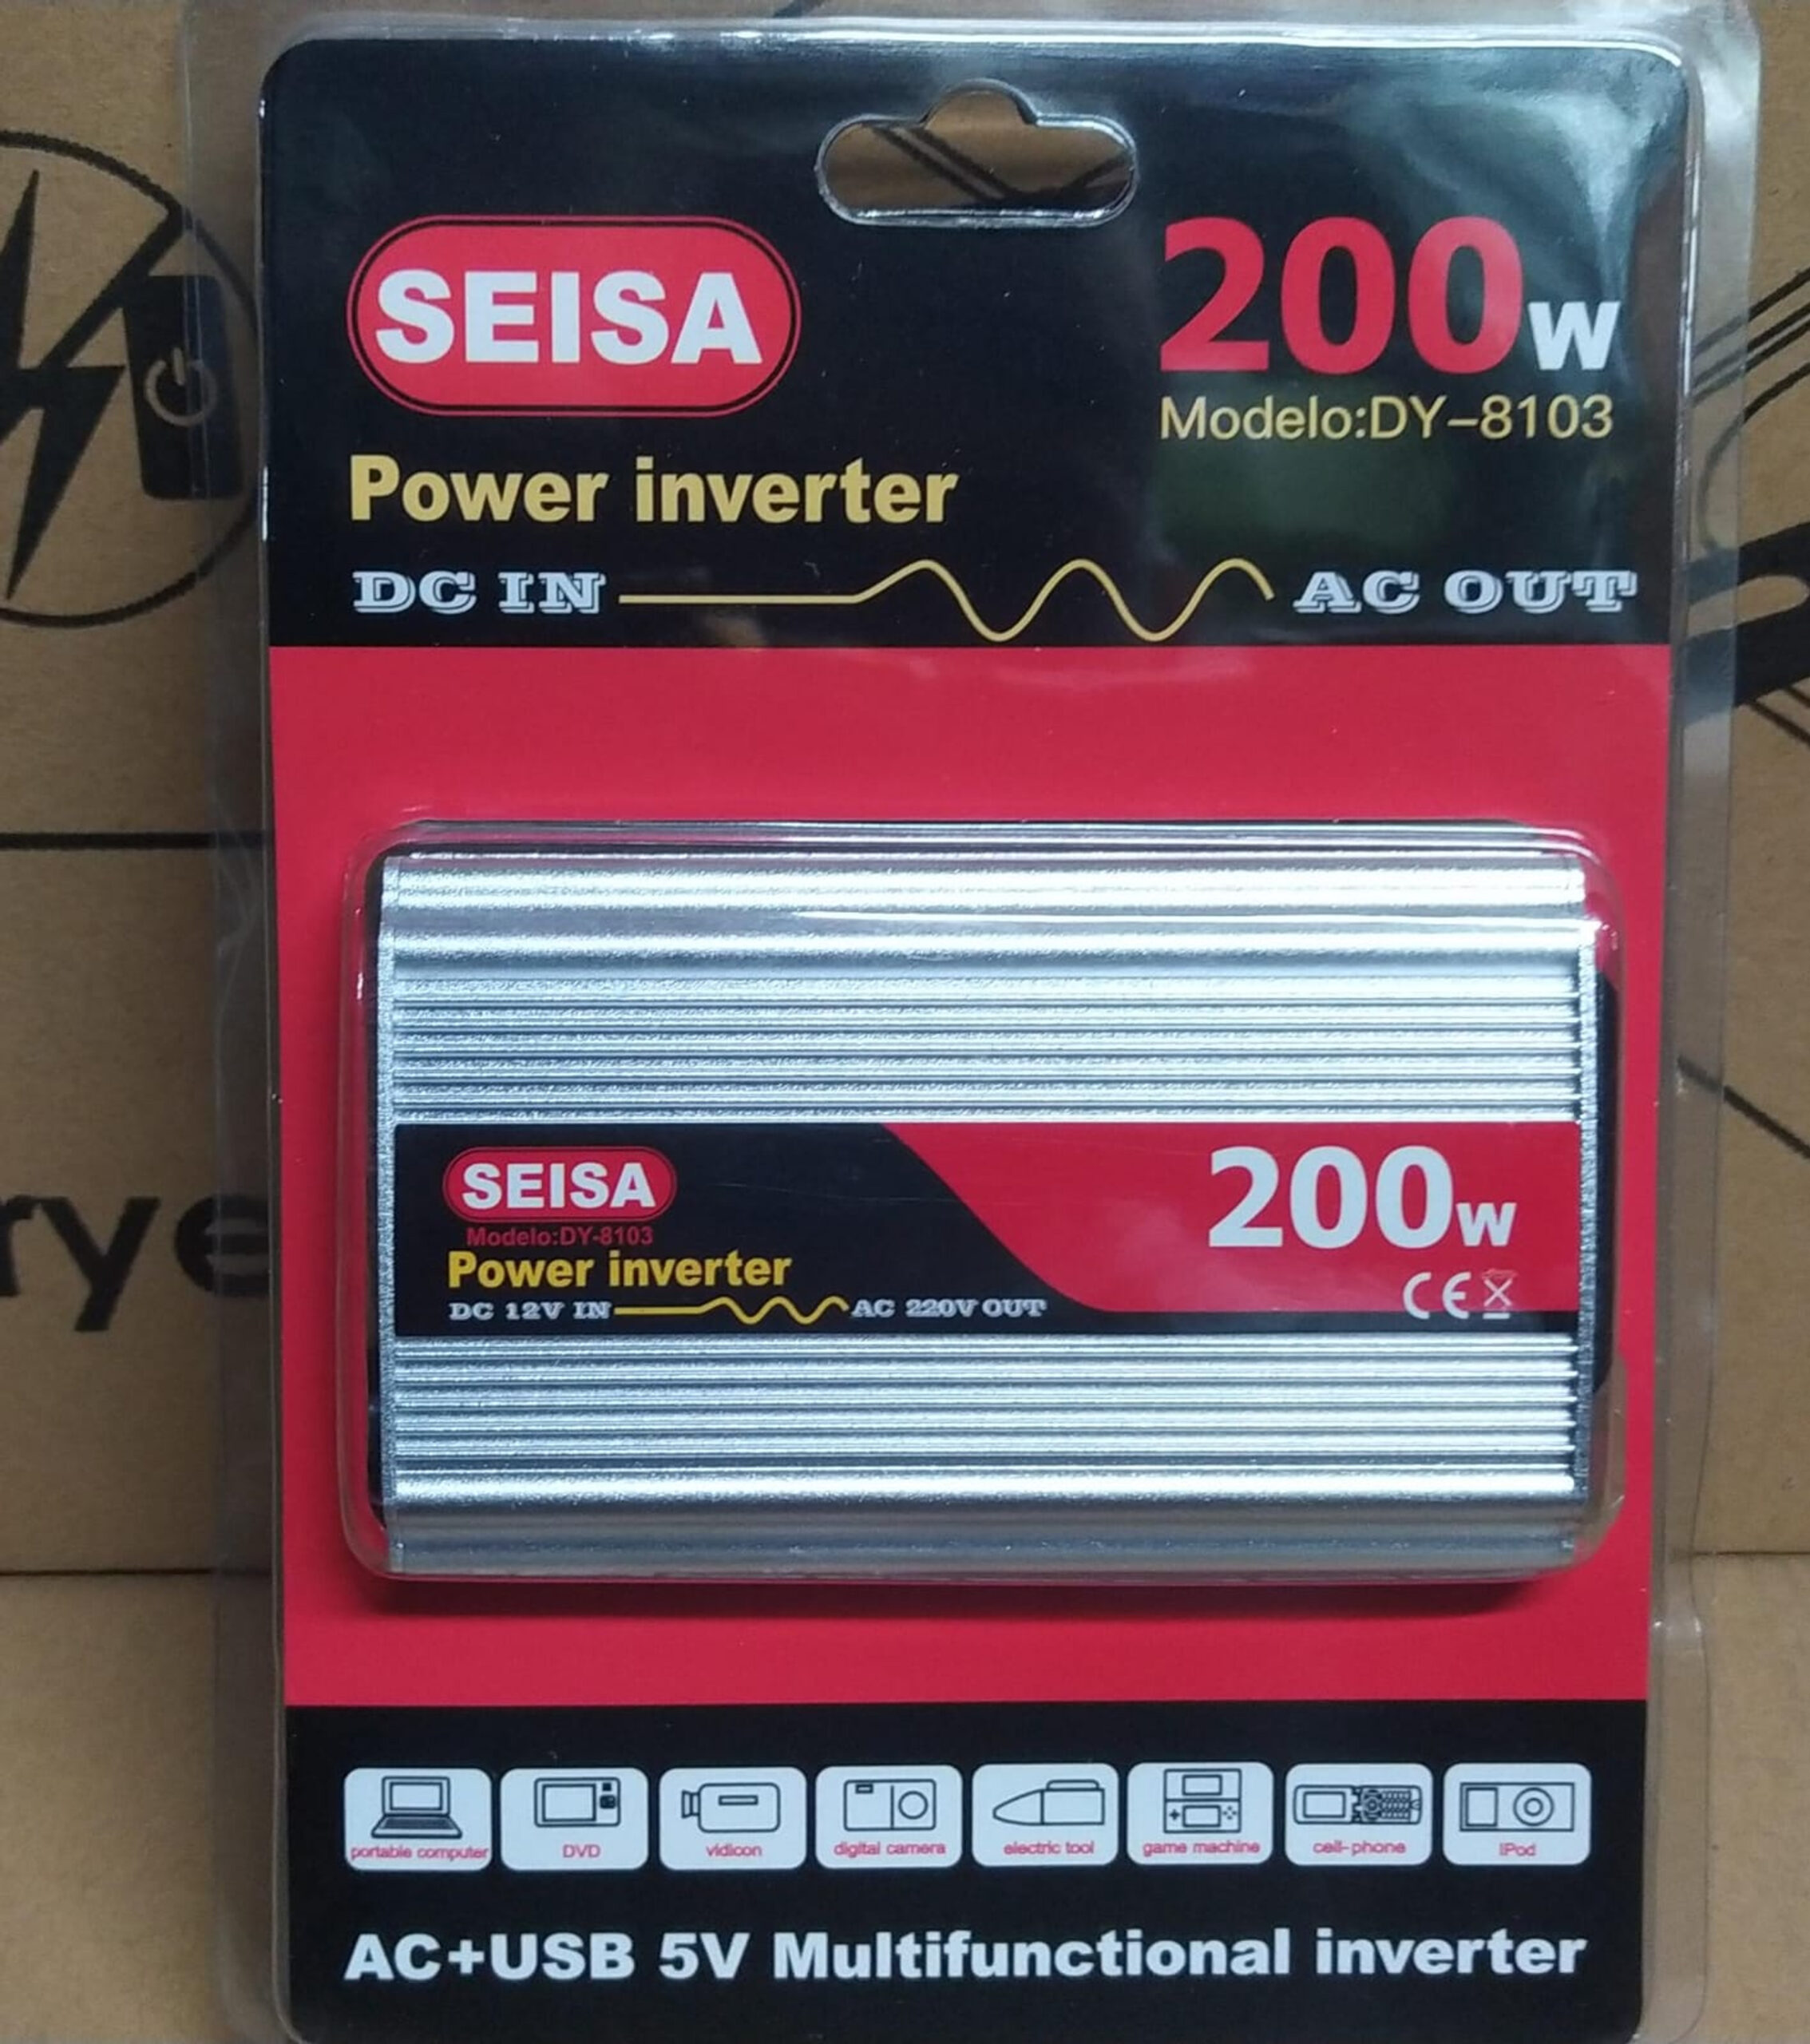 SEISA
200W
Modelo:DY-8103
Power inverter
DC IN
AC OUT
SEISA
Modelo:DY-8103
Power inverter
DC 12V IN
AC 220V OUT
200W
CE
rye
portable computer
DVD
vidicon
digital camera
electric tool
game machine
cell-phone
IPod
AC+USB 5V Multifunctional inverter